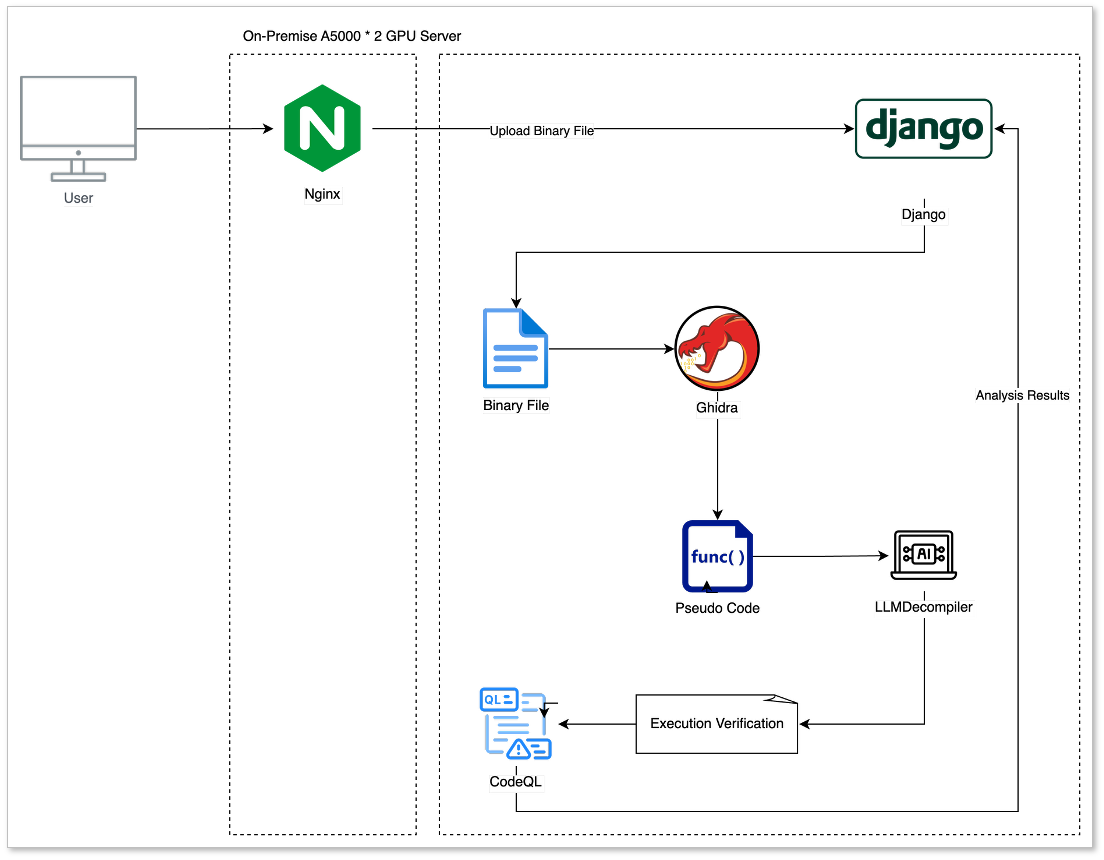 On-Premise A5000 * 2 GPU Server
N
Upload Binary File
django
User
Nginx
Django
Binary File
Ghidra
Analysis Results
func( )
AI
Pseudo Code
LLMDecompiler
QL
Execution Verification
CodeQL